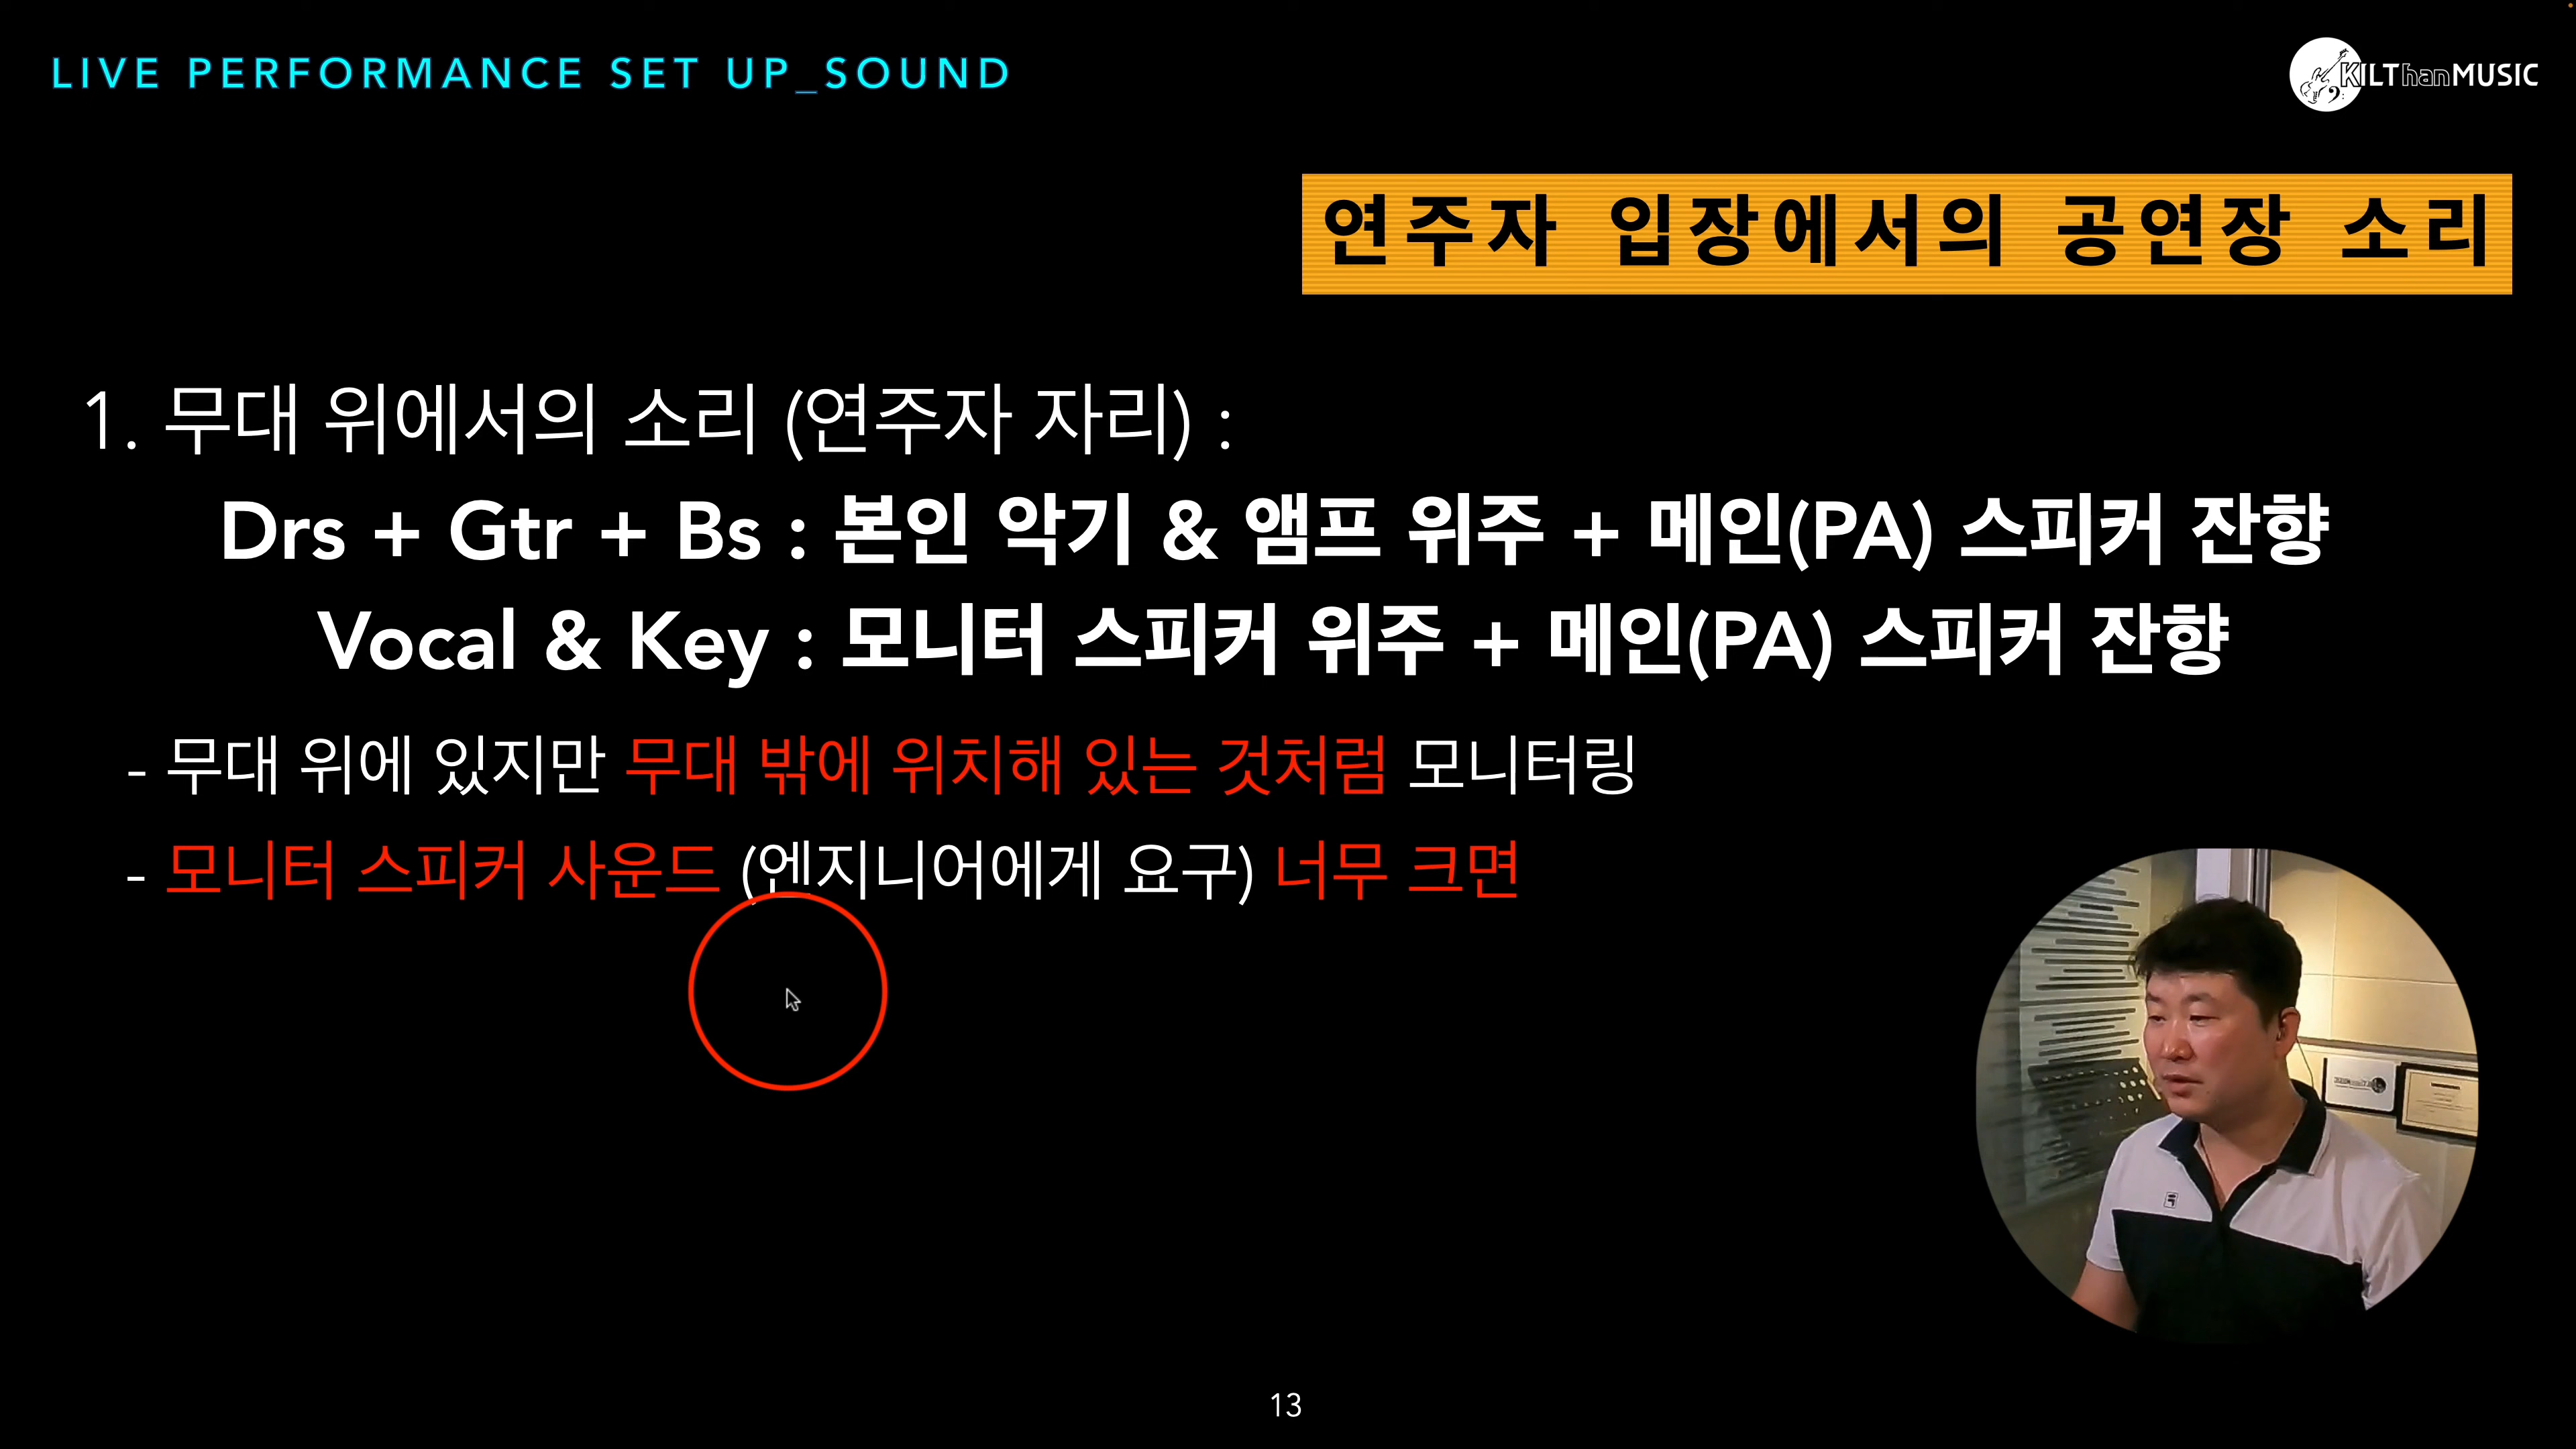 LIVE PERFORMANCE SET UP_SOUND
KILThanMUSIC
연주자 입장에서의 공연장 소리
1. 무대 위에서의 소리 (연주자 자리) :
Drs + Gtr + Bs : 본인 악기 & 앰프 위주 + 메인(PA) 스피커 잔향
Vocal & Key : 모니터 스피커 위주 + 메인(PA) 스피커 잔향
- 무대 위에 있지만 무대 밖에 위치해 있는 것처럼 모니터링
- 모니터 스피커 사운드 (엔지니어에게 요구) 너무 크면
13